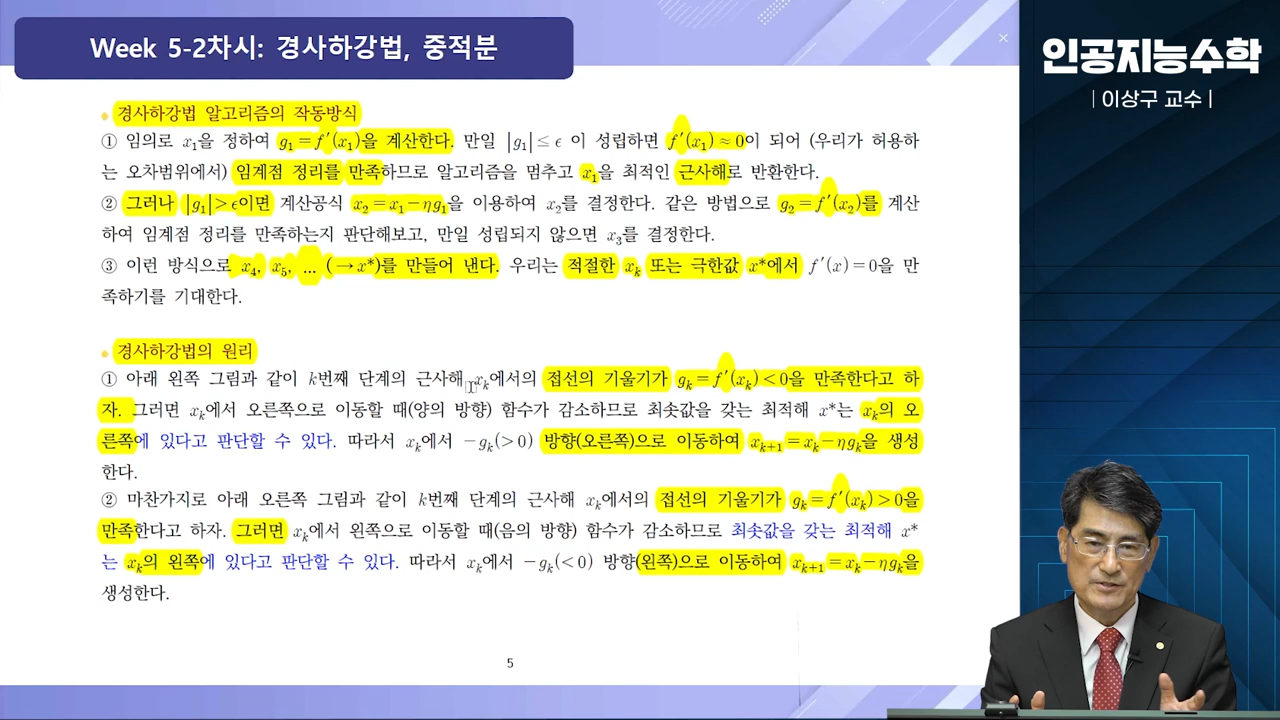 Week 5-2차시: 경사하강법, 중적분
인공지능수학
| 이상구 교수 |
• 경사하강법 알고리즘의 작동방식
① 임의로 x₁을 정하여 g₁=f′(x₁)을 계산한다. 만일 |g₁|≤ϵ 이 성립하면 f′(x₁)≈0이 되어 (우리가 허용하
는 오차범위에서) 임계점 정리를 만족하므로 알고리즘을 멈추고 x₁을 최적인 근사해로 반환한다.
② 그러나 |g₁|>ϵ이면 계산공식 x₂=x₁−ηg₁을 이용하여 x₂를 결정한다. 같은 방법으로 g₂=f′(x₂)를 계산
하여 임계점 정리를 만족하는지 판단해보고, 만일 성립되지 않으면 x₃를 결정한다.
③ 이런 방식으로 x₄, x₅, … (→x*)를 만들어 낸다. 우리는 적절한 xₖ 또는 극한값 x*에서 f′(x)=0을 만
족하기를 기대한다.
• 경사하강법의 원리
① 아래 왼쪽 그림과 같이 k번째 단계의 근사해 xₖ에서의 접선의 기울기가 gₖ=f′(xₖ)<0을 만족한다고 하
자. 그러면 xₖ에서 오른쪽으로 이동할 때(양의 방향) 함수가 감소하므로 최솟값을 갖는 최적해 x*는 xₖ의 오
른쪽에 있다고 판단할 수 있다. 따라서 xₖ에서 −gₖ(>0) 방향(오른쪽)으로 이동하여 xₖ₊₁=xₖ−ηgₖ을 생성
한다.
② 마찬가지로 아래 오른쪽 그림과 같이 k번째 단계의 근사해 xₖ에서의 접선의 기울기가 gₖ=f′(xₖ)>0을
만족한다고 하자. 그러면 xₖ에서 왼쪽으로 이동할 때(음의 방향) 함수가 감소하므로 최솟값을 갖는 최적해 x*
는 xₖ의 왼쪽에 있다고 판단할 수 있다. 따라서 xₖ에서 −gₖ(<0) 방향(왼쪽)으로 이동하여 xₖ₊₁=xₖ−ηgₖ을
생성한다.
5